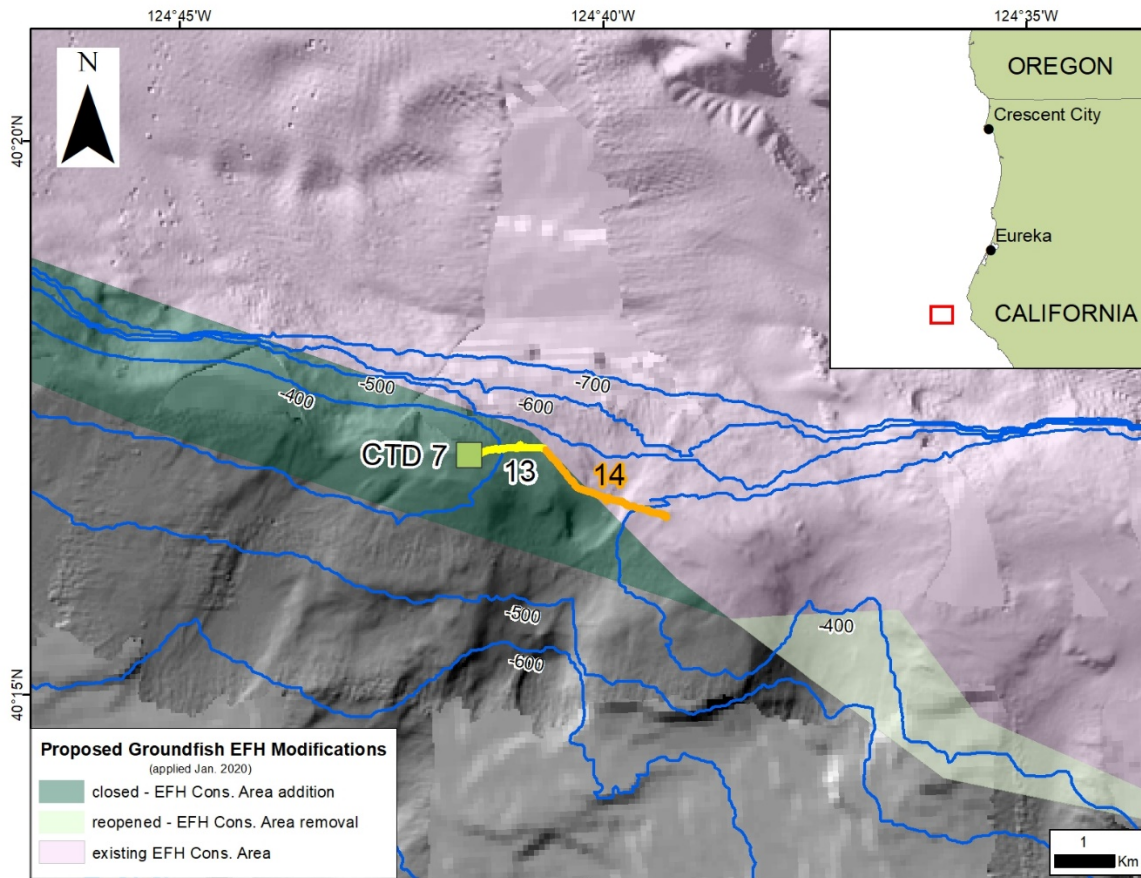 124°45'W
124°40'W
124°35'W
N
OREGON
Crescent City
40°20'N
Eureka
CALIFORNIA
-700
-500
-400
-600
CTD 7
13
14
-500
-400
-600
40°15'N
Proposed Groundfish EFH Modifications
(applied Jan. 2020)
closed - EFH Cons. Area addition
reopened - EFH Cons. Area removal
existing EFH Cons. Area
1
Km